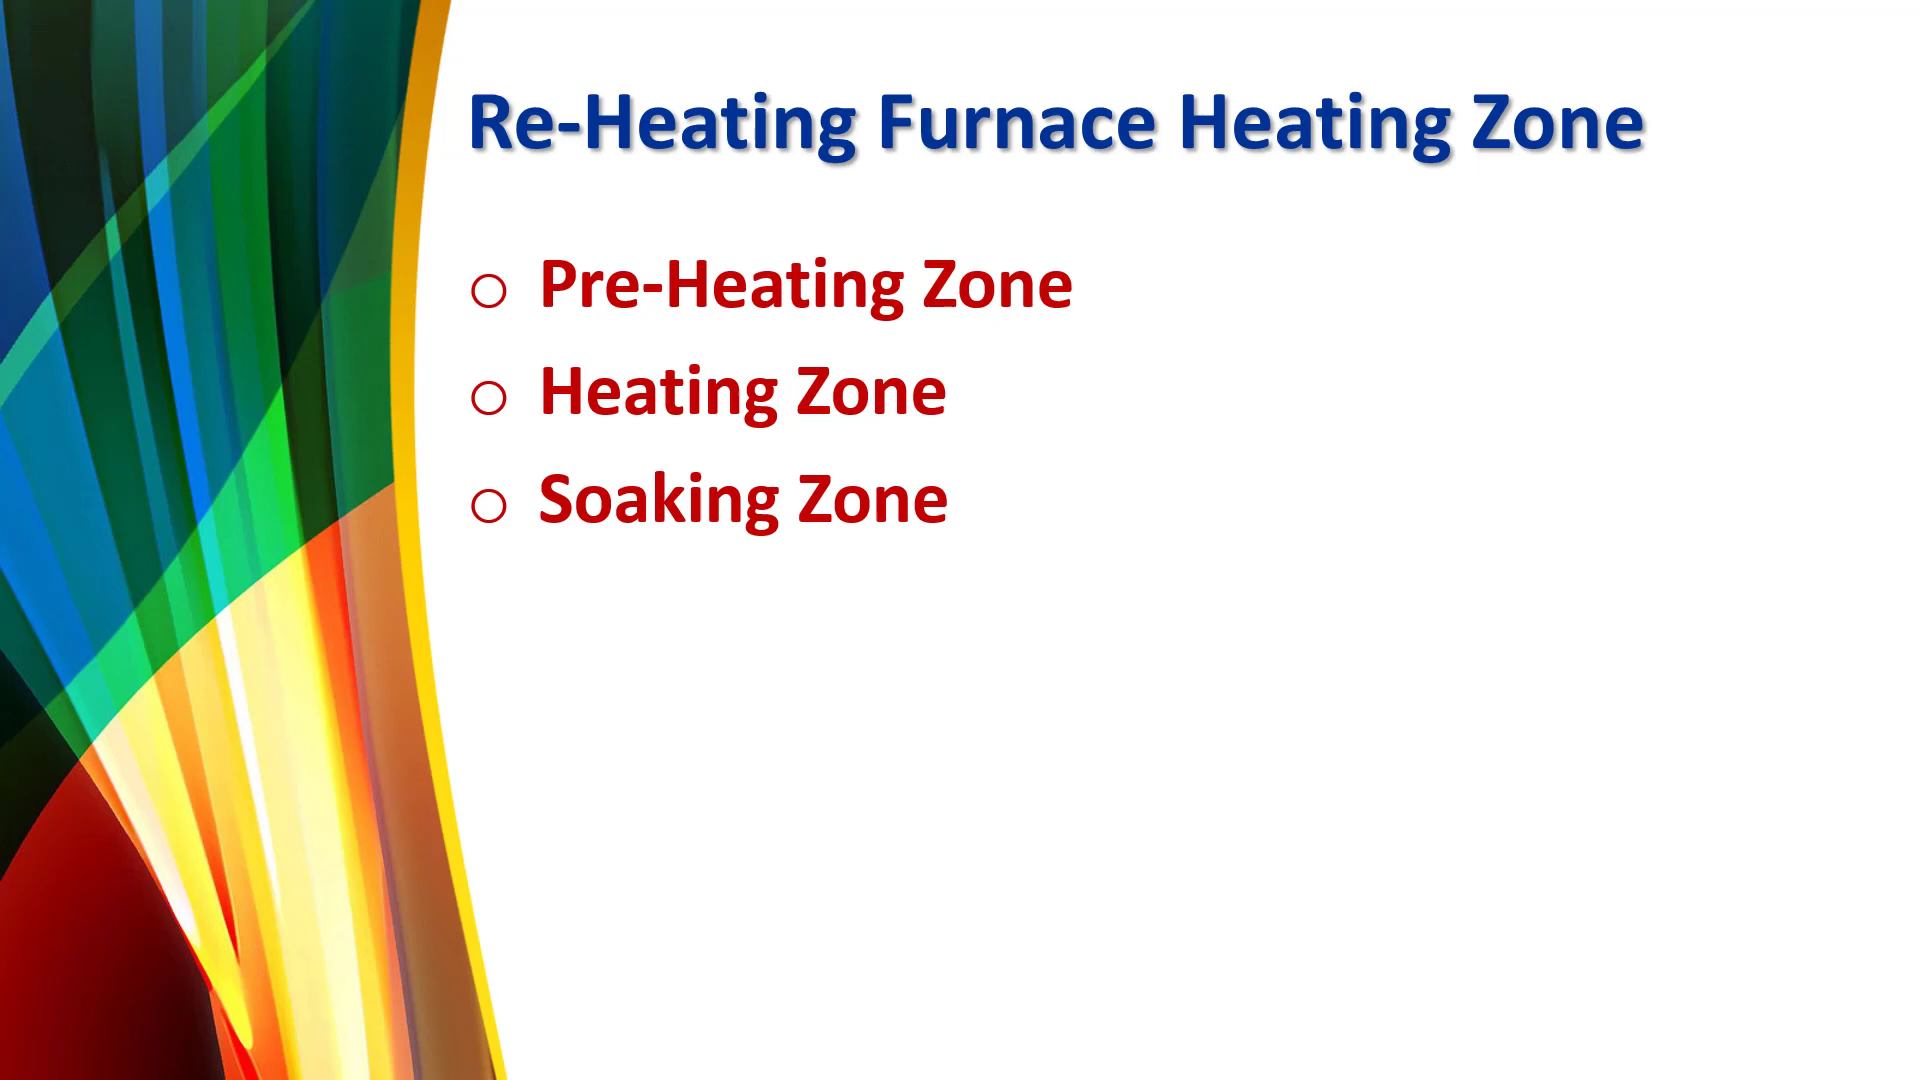 Re-Heating Furnace Heating Zone
o Pre-Heating Zone
o Heating Zone
o Soaking Zone